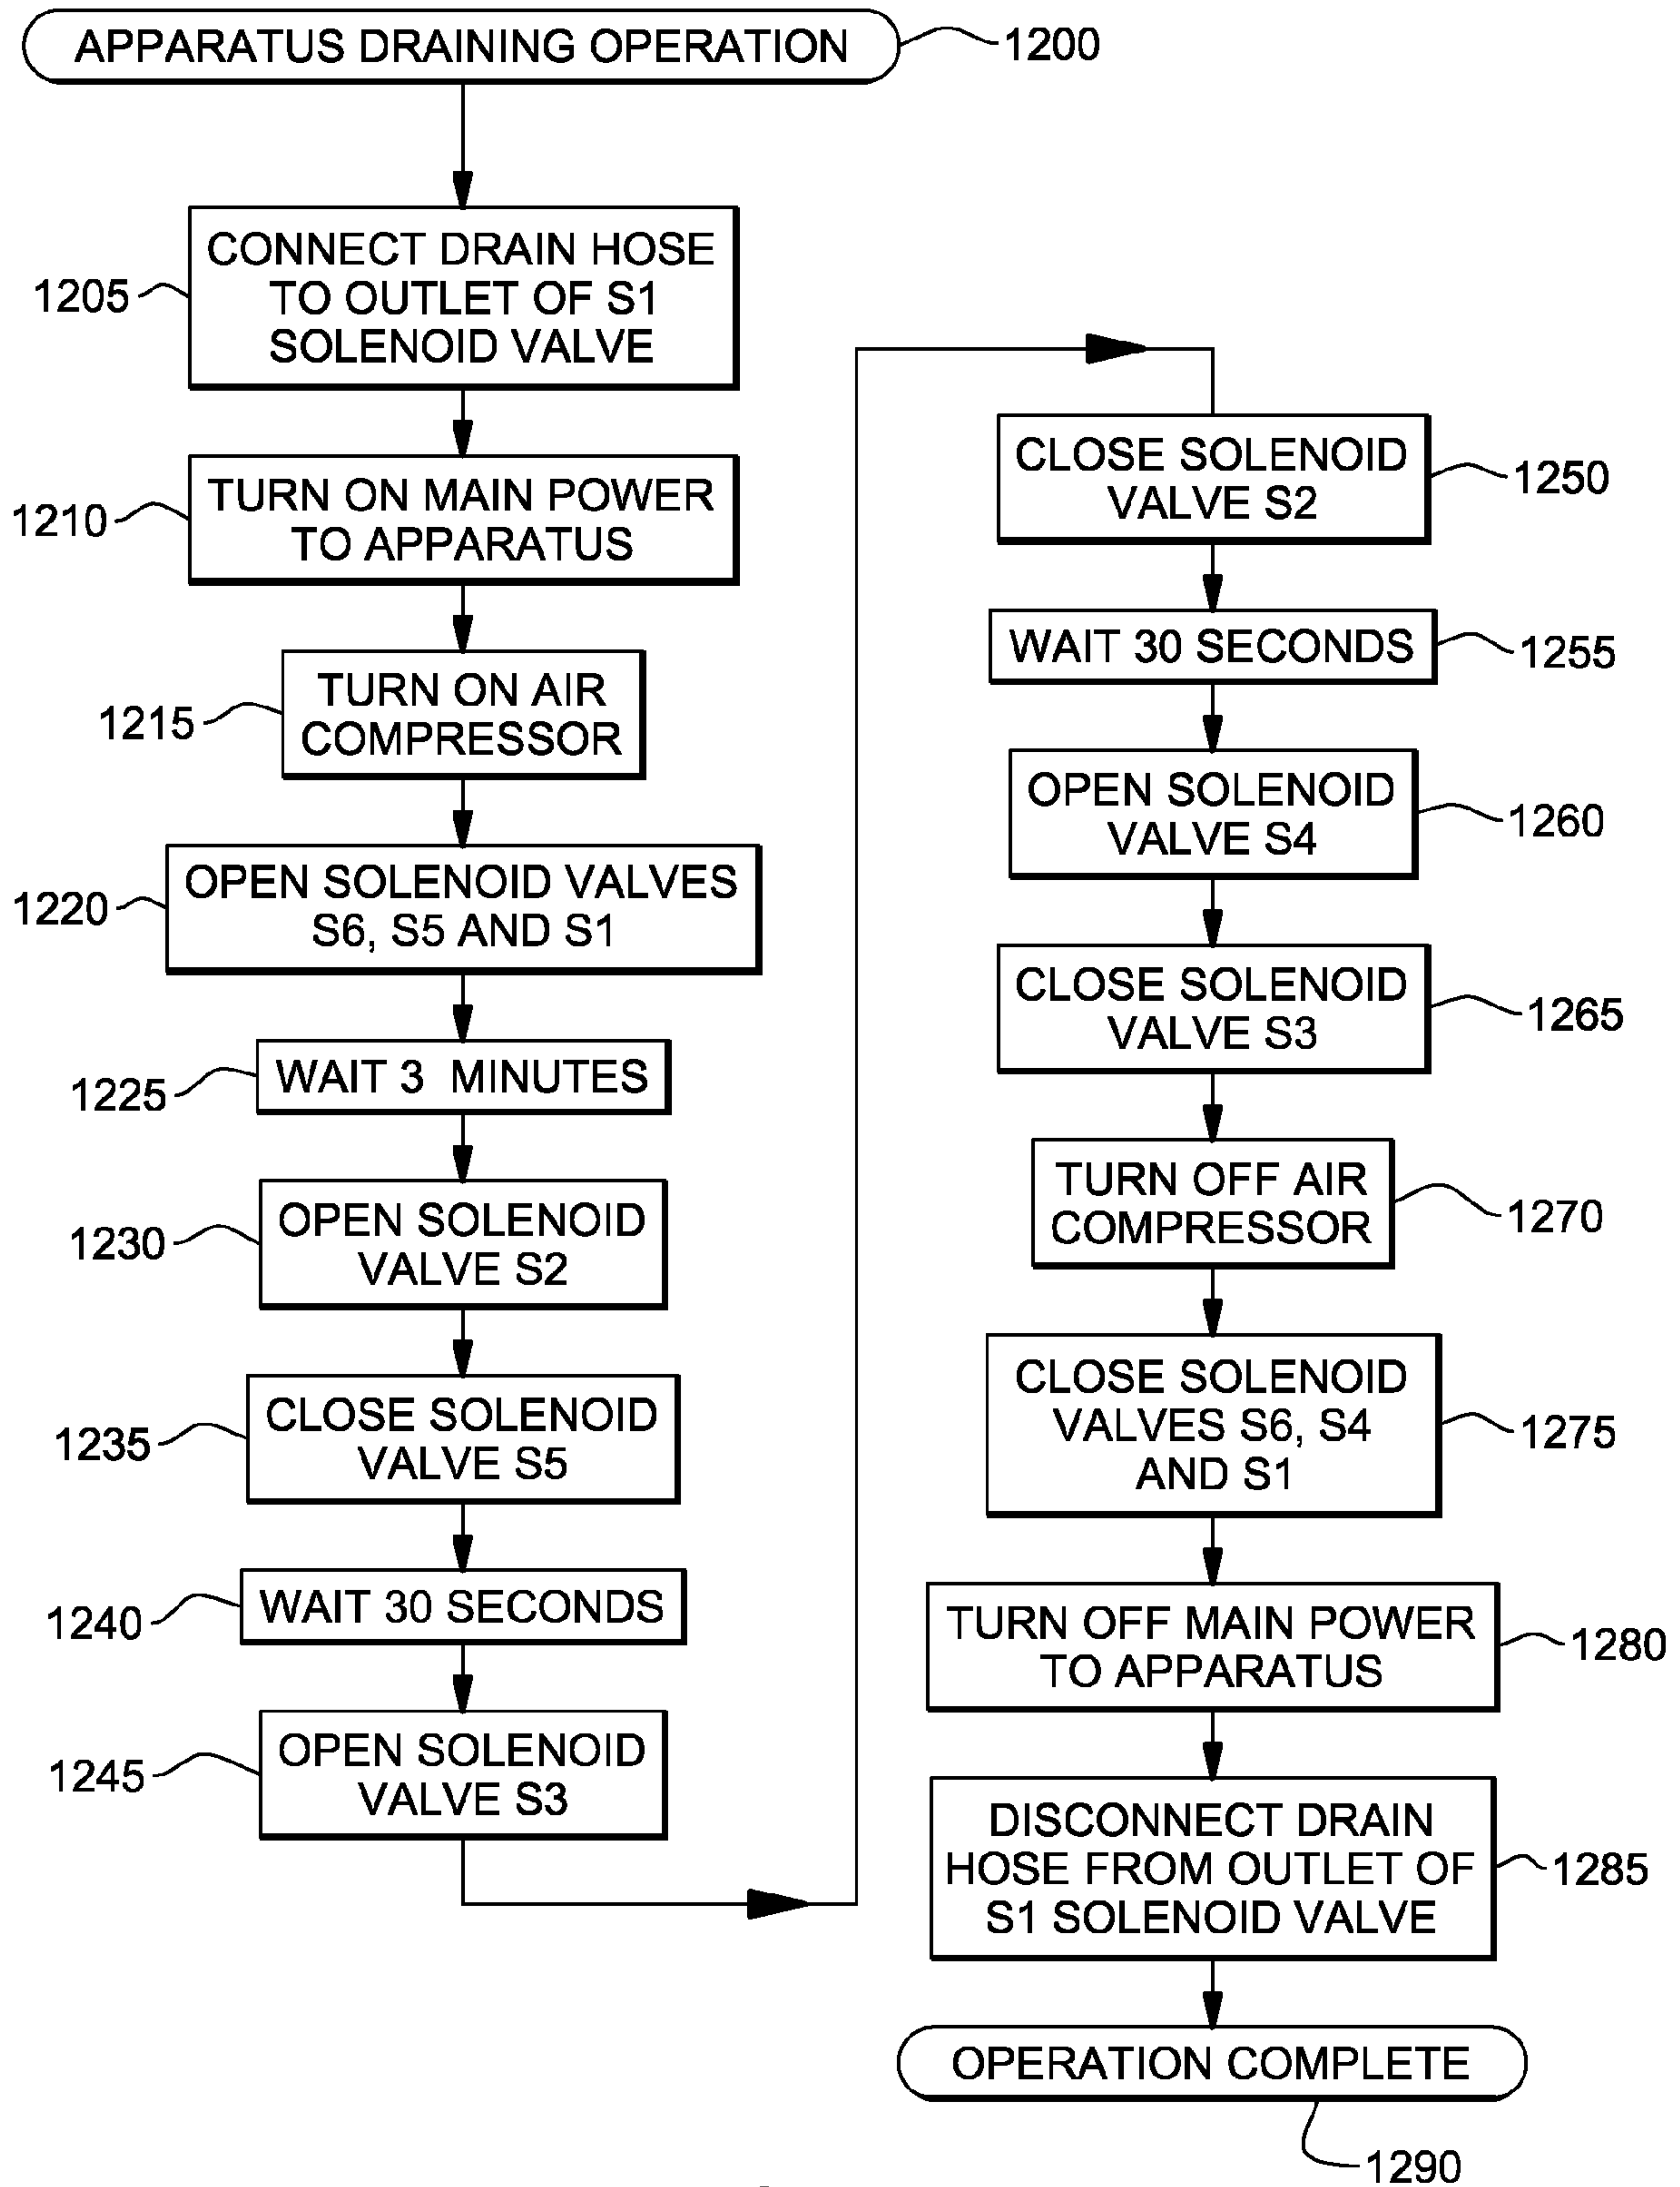 APPARATUS DRAINING OPERATION
1200
CONNECT DRAIN HOSE
TO OUTLET OF S1
SOLENOID VALVE
1205
TURN ON MAIN POWER
TO APPARATUS
1210
TURN ON AIR
COMPRESSOR
1215
OPEN SOLENOID VALVES
S6, S5 AND S1
1220
WAIT 3 MINUTES
1225
OPEN SOLENOID
VALVE S2
1230
CLOSE SOLENOID
VALVE S5
1235
WAIT 30 SECONDS
1240
OPEN SOLENOID
VALVE S3
1245
CLOSE SOLENOID
VALVE S2
1250
WAIT 30 SECONDS
1255
OPEN SOLENOID
VALVE S4
1260
CLOSE SOLENOID
VALVE S3
1265
TURN OFF AIR
COMPRESSOR
1270
CLOSE SOLENOID
VALVES S6, S4
AND S1
1275
TURN OFF MAIN POWER
TO APPARATUS
1280
DISCONNECT DRAIN
HOSE FROM OUTLET OF
S1 SOLENOID VALVE
1285
OPERATION COMPLETE
1290